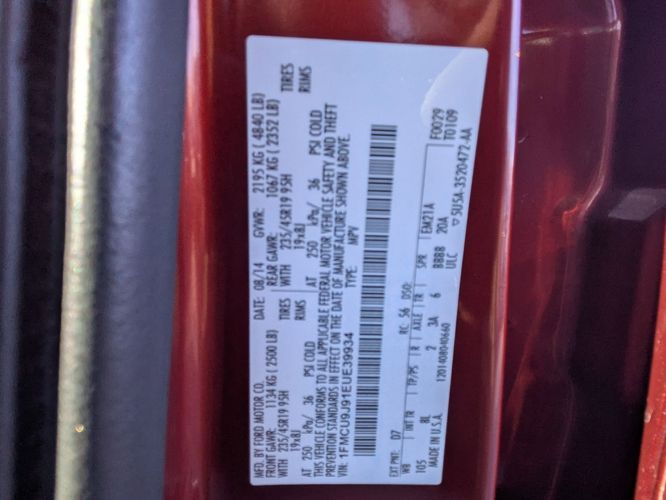 MFD. BY FORD MOTOR CO. DATE: 08/14 GVWR: 2195 KG ( 4840 LB)
FRONT GAWR: 1134 KG ( 2500 LB) REAR GAWR: 1067 KG ( 2352 LB)
WITH 235/45R19 95H TIRES WITH 235/45R19 95H TIRES
19x8J RIMS 19x8J RIMS
AT 250 kPa/ 36 PSI COLD AT 250 kPa/ 36 PSI COLD
THIS VEHICLE CONFORMS TO ALL APPLICABLE FEDERAL MOTOR VEHICLE SAFETY AND THEFT
PREVENTION STANDARDS IN EFFECT ON THE DATE OF MANUFACTURE SHOWN ABOVE.
VIN: 1FMCU9J91EUE39934 TYPE: MPV
EXT PNT: D7 RC: 56 DSO: F0029
WB INT TR TP/PS R AXLE TR SPR EM21A T0109
105 8L 2 3A 6 BBBB 20A
MADE IN U.S.A. 1201408040660 ULC ▽ 5U5A-3520472-AA